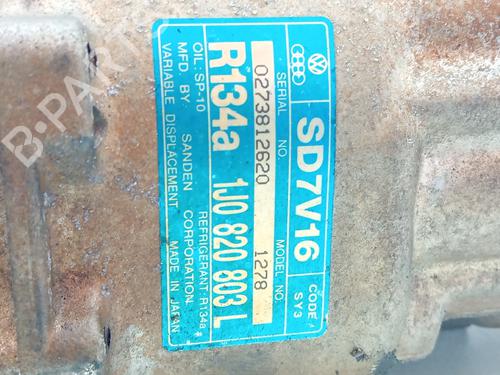 SD7V16
CODE
SY3
SERIAL NO.
MODEL NO.
0273812620
1278
R134a 1J0 820 803 L
OIL: SP-10
REFRIGERANT: R134a
MFD BY SANDEN CORPORATION
VARIABLE DISPLACEMENT MADE IN JAPAN
B-PARTS